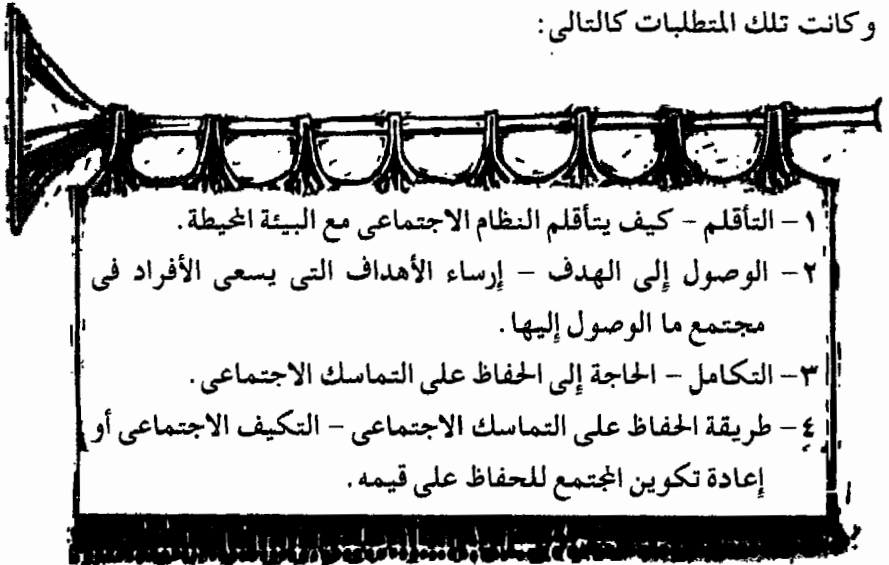 وكانت تلك المتطلبات كالتالى:
١- التأقلم - كيف يتأقلم النظام الاجتماعى مع البيئة المحيطة.
٢- الوصول إلى الهدف - إرساء الأهداف التى يسعى الأفراد فى
مجتمع ما الوصول إليها.
٣- التكامل - الحاجة إلى الحفاظ على التماسك الاجتماعى.
٤- طريقة الحفاظ على التماسك الاجتماعى - التكيف الاجتماعى أو
إعادة تكوين المجتمع للحفاظ على قيمه.